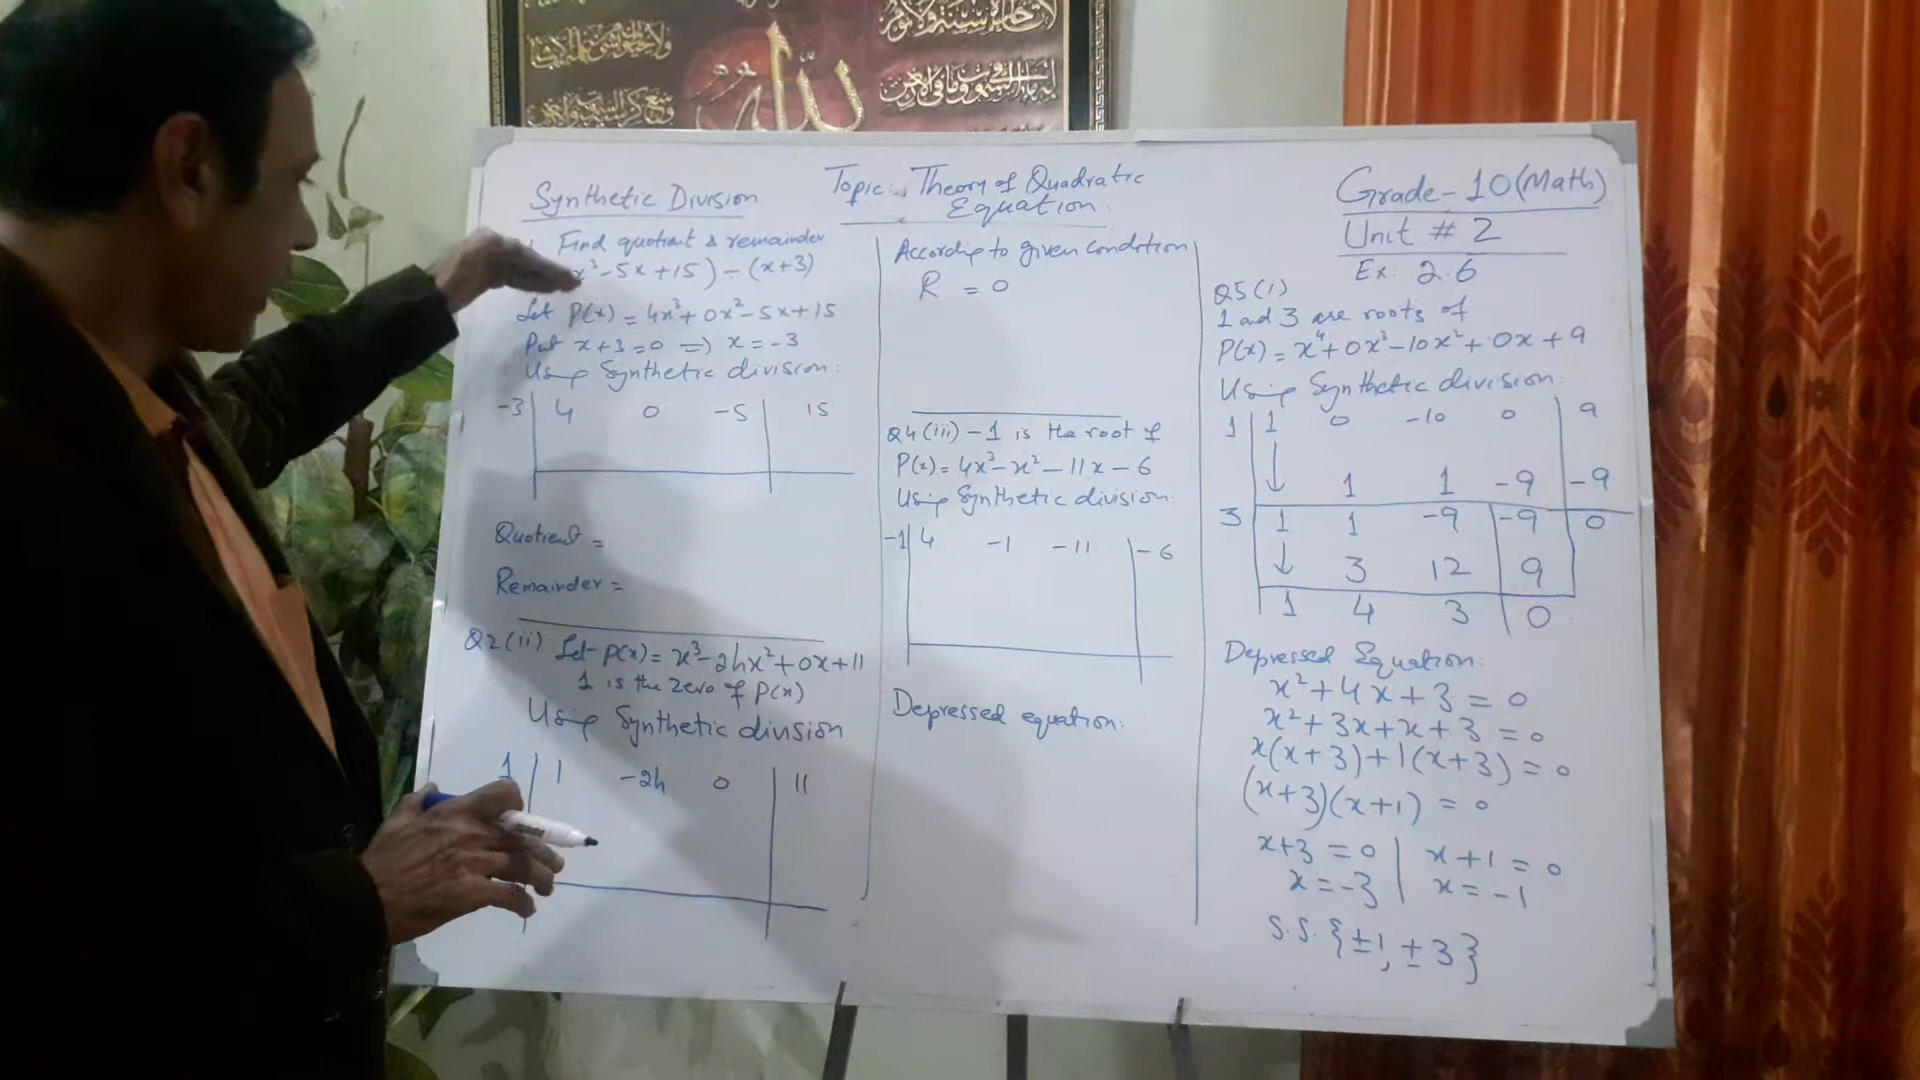 الله
Synthetic Division
Find quotient & remainder
x³-5x+15) ÷ (x+3)
Let P(x) = 4x³+0x²-5x+15
Put x+3=0 ⇒ x=-3
Using Synthetic division:
-3 | 4 0 -5 | 15
Quotient =
Remainder =
Q2(ii) Let P(x)=x³-2hx²+0x+11
1 is the zero of P(x)
Using Synthetic division
1 | 1 -2h 0 | 11
Topic: Theory of Quadratic
Equation.
According to given condition
R = 0
Q4(iii) -1 is the root of
P(x)=4x³-x²-11x-6
Using Synthetic division:
-1 | 4 -1 -11 | -6
Depressed equation:
Grade-10(Math)
Unit # 2
Ex: 2.6
Q5(i)
1 and 3 are roots of
P(x)=x⁴+0x³-10x²+0x+9
Using Synthetic division:
1 | 1 0 -10 0 | 9
↓ 1 1 -9 | -9
3 | 1 1 -9 | -9 | 0
↓ 3 12 | 9
1 4 3 | 0
Depressed Equation:
x²+4x+3=0
x²+3x+x+3=0
x(x+3)+1(x+3)=0
(x+3)(x+1)=0
x+3=0 | x+1=0
x=-3 | x=-1
S.S.{±1, ±3}